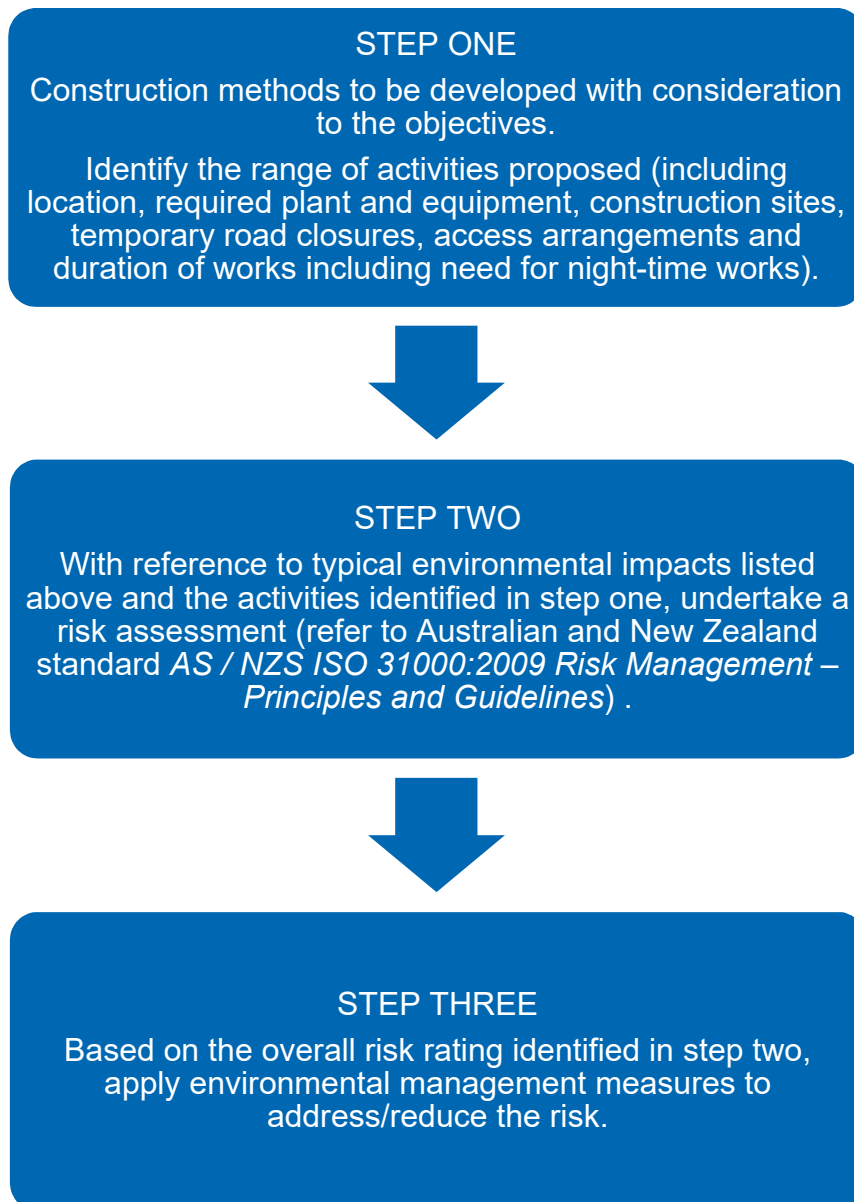 STEP ONE
Construction methods to be developed with consideration
to the objectives.
Identify the range of activities proposed (including
location, required plant and equipment, construction sites,
temporary road closures, access arrangements and
duration of works including need for night-time works).
STEP TWO
With reference to typical environmental impacts listed
above and the activities identified in step one, undertake a
risk assessment (refer to Australian and New Zealand
standard AS / NZS ISO 31000:2009 Risk Management –
Principles and Guidelines) .
STEP THREE
Based on the overall risk rating identified in step two,
apply environmental management measures to
address/reduce the risk.